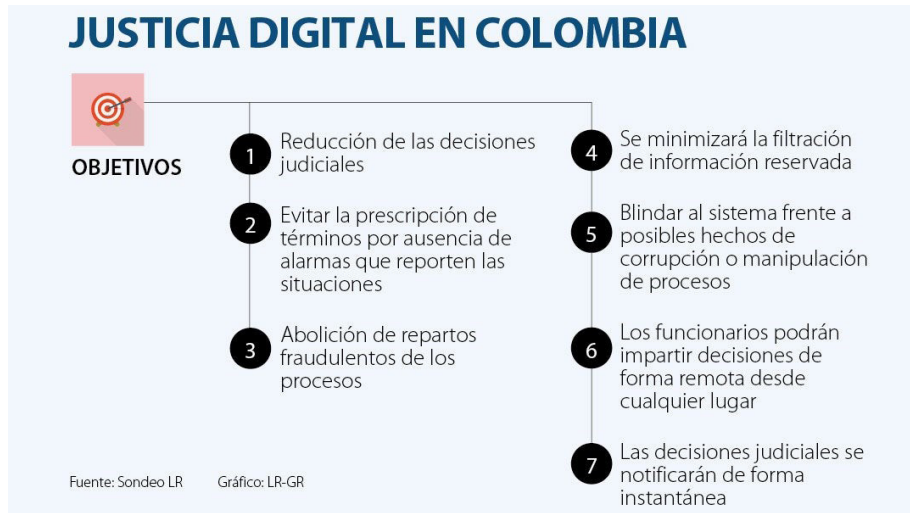 JUSTICIA DIGITAL EN COLOMBIA
OBJETIVOS
1
Reducción de las decisiones
judiciales
2
Evitar la prescripción de
términos por ausencia de
alarmas que reporten las
situaciones
3
Abolición de repartos
fraudulentos de los
procesos
4
Se minimizará la filtración
de información reservada
5
Blindar al sistema frente a
posibles hechos de
corrupción o manipulación
de procesos
6
Los funcionarios podrán
impartir decisiones de
forma remota desde
cualquier lugar
7
Las decisiones judiciales se
notificarán de forma
instantánea
Fuente: Sondeo LR Gráfico: LR-GR